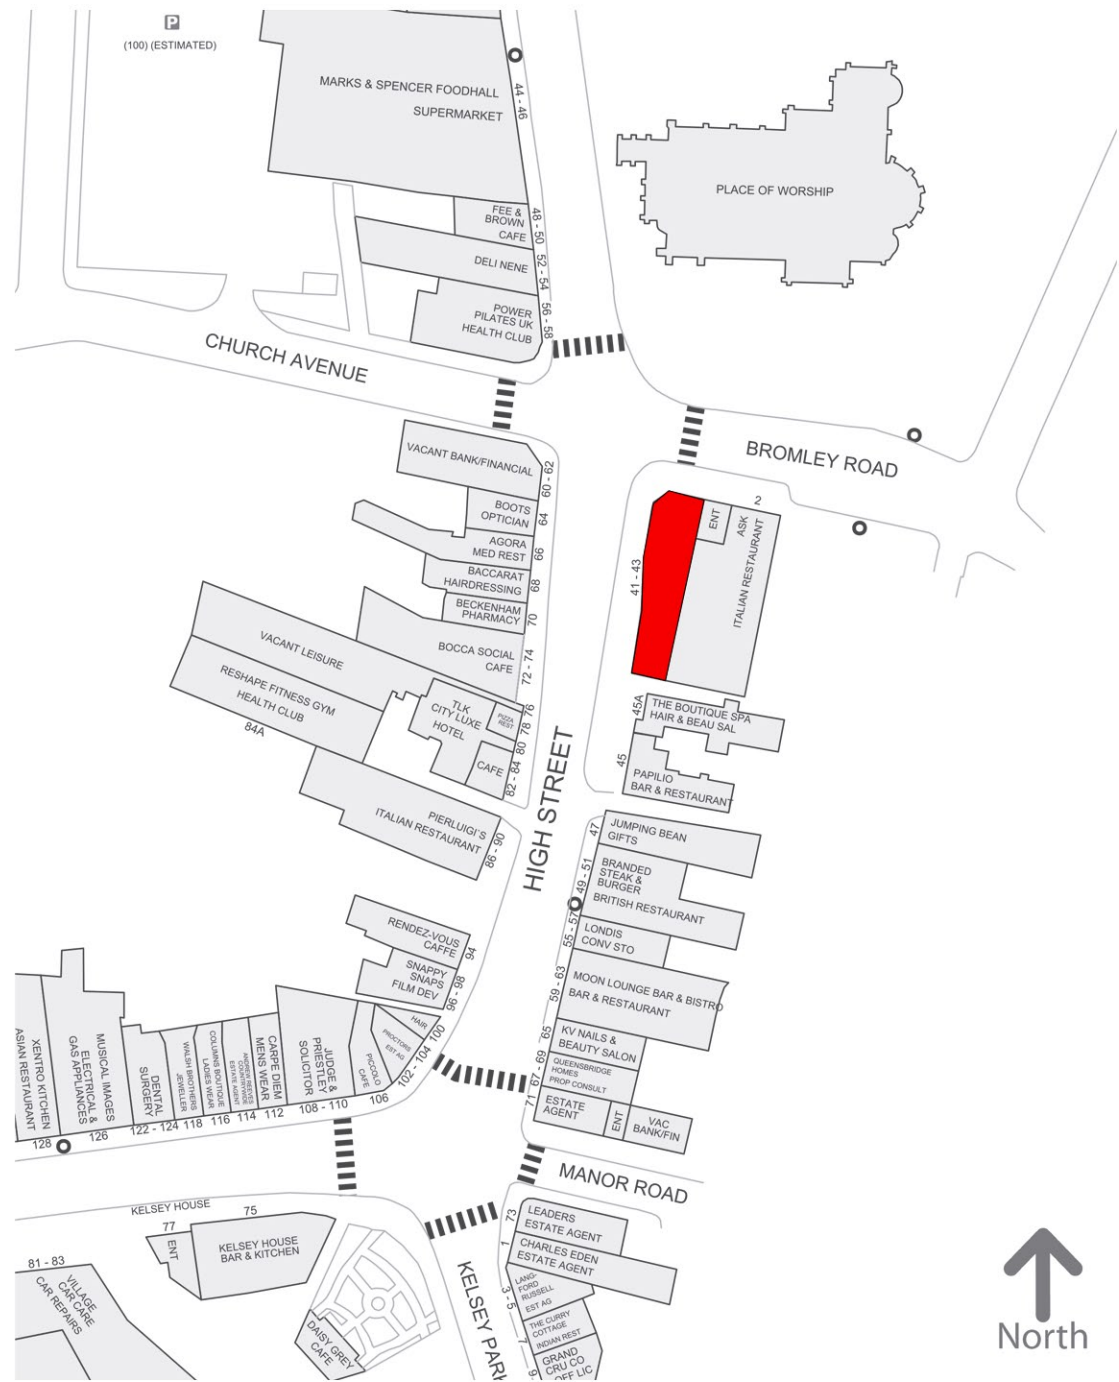 P
(100) (ESTIMATED)
MARKS & SPENCER FOODHALL
SUPERMARKET
44 - 46
PLACE OF WORSHIP
FEE &
BROWN
CAFE
48 - 50
DELI NENE
52 - 54
POWER
PILATES UK
HEALTH CLUB
56 - 58
CHURCH AVENUE
BROMLEY ROAD
VACANT BANK/FINANCIAL
60 - 62
BOOTS
OPTICIAN
64
AGORA
MED REST
66
BACCARAT
HAIRDRESSING
68
BECKENHAM
PHARMACY
70
BOCCA SOCIAL
CAFE
72 - 74
2
ENT
ASK
ITALIAN RESTAURANT
41 - 43
VACANT LEISURE
RESHAPE FITNESS GYM
HEALTH CLUB
84A
TLK
CITY LUXE
HOTEL
PIZZA
REST
76
78
80
CAFE
82 - 84
45A
THE BOUTIQUE SPA
HAIR & BEAU SAL
45
PAPILIO
BAR & RESTAURANT
HIGH STREET
PIERLUIGI`S
ITALIAN RESTAURANT
86 - 90
47
JUMPING BEAN
GIFTS
49 - 51
BRANDED
STEAK &
BURGER
BRITISH RESTAURANT
55 - 57
LONDIS
CONV STO
59 - 63
MOON LOUNGE BAR & BISTRO
BAR & RESTAURANT
65
KV NAILS &
BEAUTY SALON
67 - 69
QUEENSBRIDGE
HOMES
PROP CONSULT
71
ESTATE
AGENT
ENT
VAC
BANK/FIN
RENDEZ-VOUS
CAFFE
94
SNAPPY
SNAPS
FILM DEV
96 - 98
HAIR
100
PROCTORS
EST AG
102 - 104
PICCOLO
CAFE
106
JUDGE &
PRIESTLEY
SOLICITOR
108 - 110
CARPE DIEM
MENS WEAR
112
ANDREW REEVES
COUNTRYWIDE
ESTATE AGENT
114
COLUMNS BOUTIQUE
LADIES WEAR
116
WALSH BROTHERS
JEWELLER
118
DENTAL
SURGERY
122 - 124
MUSICAL IMAGES
ELECTRICAL &
GAS APPLIANCES
126
XENTRO KITCHEN
ASIAN RESTAURANT
128
MANOR ROAD
KELSEY HOUSE
75
77
ENT
KELSEY HOUSE
BAR & KITCHEN
81 - 83
VILLAGE
CAR CARE
CAR REPAIRS
DAISY GREY
CAFE
KELSEY PARK
73
LEADERS
ESTATE AGENT
1
CHARLES EDEN
ESTATE AGENT
3 - 5
LANG-
FORD
RUSSELL
EST AG
7
THE CURRY
COTTAGE
INDIAN REST
9-
GRAND
CRU CO
OFF LIC
North